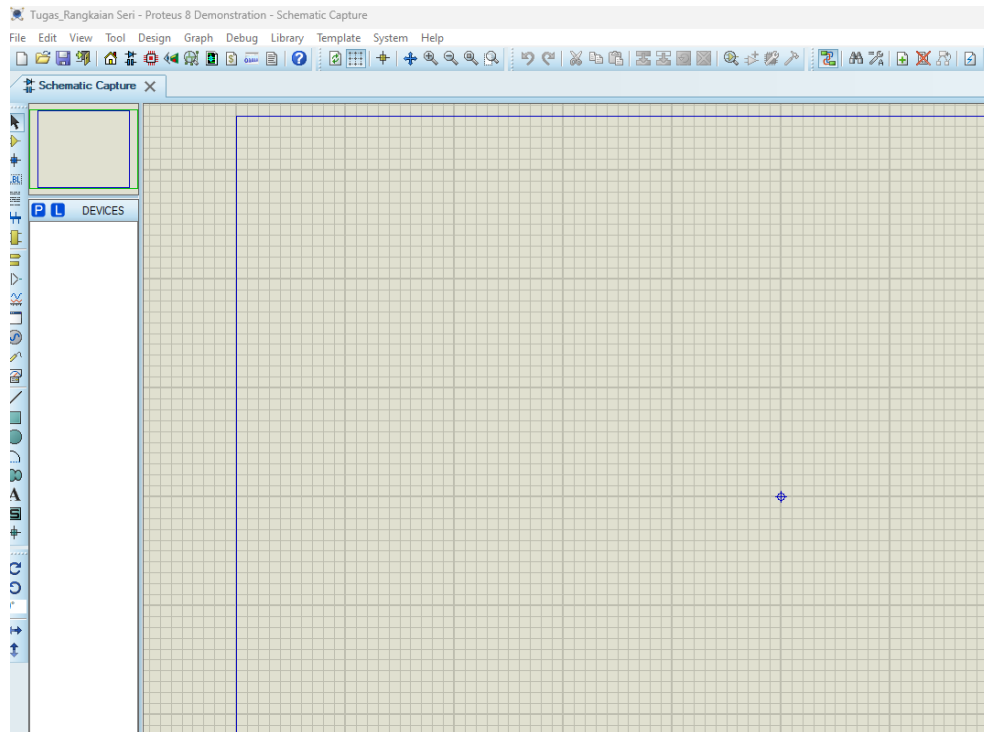 Tugas_Rangkaian Seri - Proteus 8 Demonstration - Schematic Capture
File Edit View Tool Design Graph Debug Library Template System Help
Schematic Capture
P L DEVICES
A
S